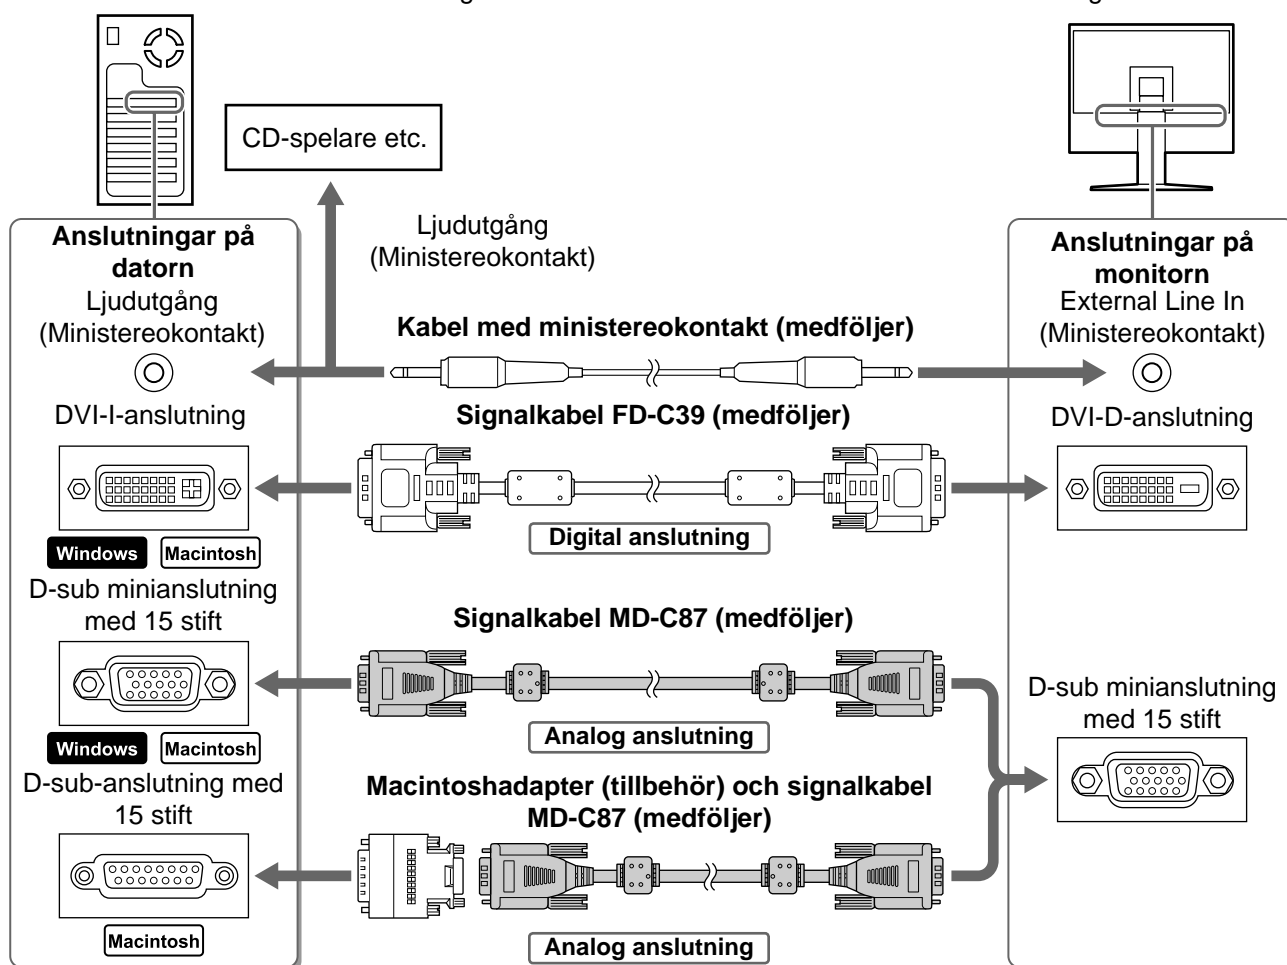 CD-spelare etc.
Ljudutgång
(Ministereokontakt)
Anslutningar på
datorn
Ljudutgång
(Ministereokontakt)
DVI-I-anslutning
Windows Macintosh
D-sub minianslutning
med 15 stift
Windows Macintosh
D-sub-anslutning med
15 stift
Macintosh
Kabel med ministereokontakt (medföljer)
Signalkabel FD-C39 (medföljer)
Digital anslutning
Signalkabel MD-C87 (medföljer)
Analog anslutning
Macintoshadapter (tillbehör) och signalkabel
MD-C87 (medföljer)
Analog anslutning
Anslutningar på
monitorn
External Line In
(Ministereokontakt)
DVI-D-anslutning
D-sub minianslutning
med 15 stift